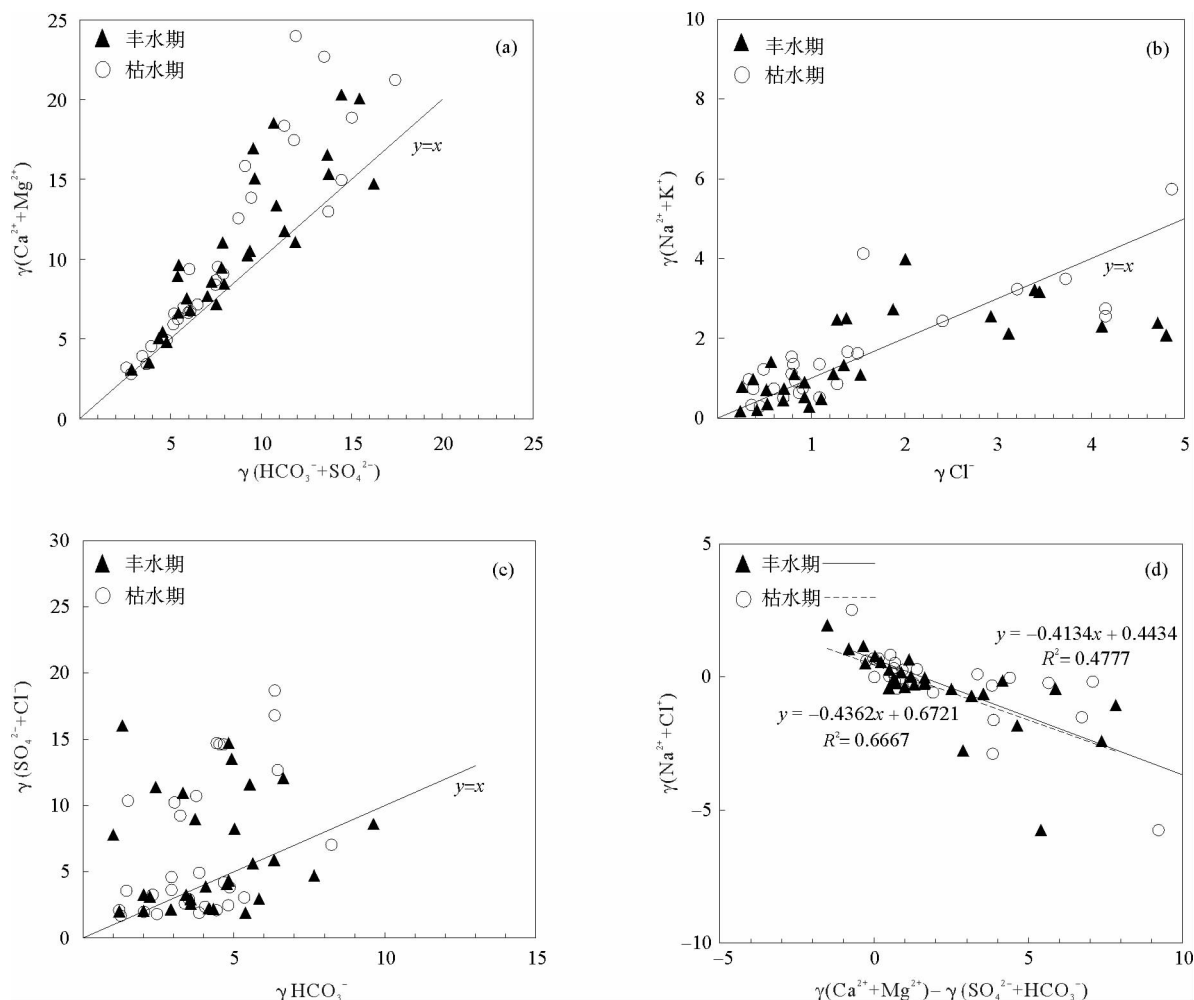 25
20
15
10
5
0
▲ 丰水期
○ 枯水期
(a)
y=x
γ(Ca²⁺+Mg²⁺)
5
10
15
20
25
γ (HCO₃⁻+SO₄²⁻)
10
8
6
4
2
0
▲ 丰水期
○ 枯水期
(b)
y=x
γ(Na²⁺+K⁺)
1
2
3
4
5
γ Cl⁻
30
25
20
15
10
5
0
▲ 丰水期
○ 枯水期
(c)
y=x
γ (SO₄²⁻+Cl⁻)
5
10
15
γ HCO₃⁻
5
0
−5
−10
▲ 丰水期
○ 枯水期
(d)
y = −0.4134x + 0.4434
R² = 0.4777
y = −0.4362x + 0.6721
R² = 0.6667
γ(Na²⁺+Cl⁺)
−5
0
5
10
γ(Ca²⁺+Mg²⁺)− γ (SO₄²⁻+HCO₃⁻)